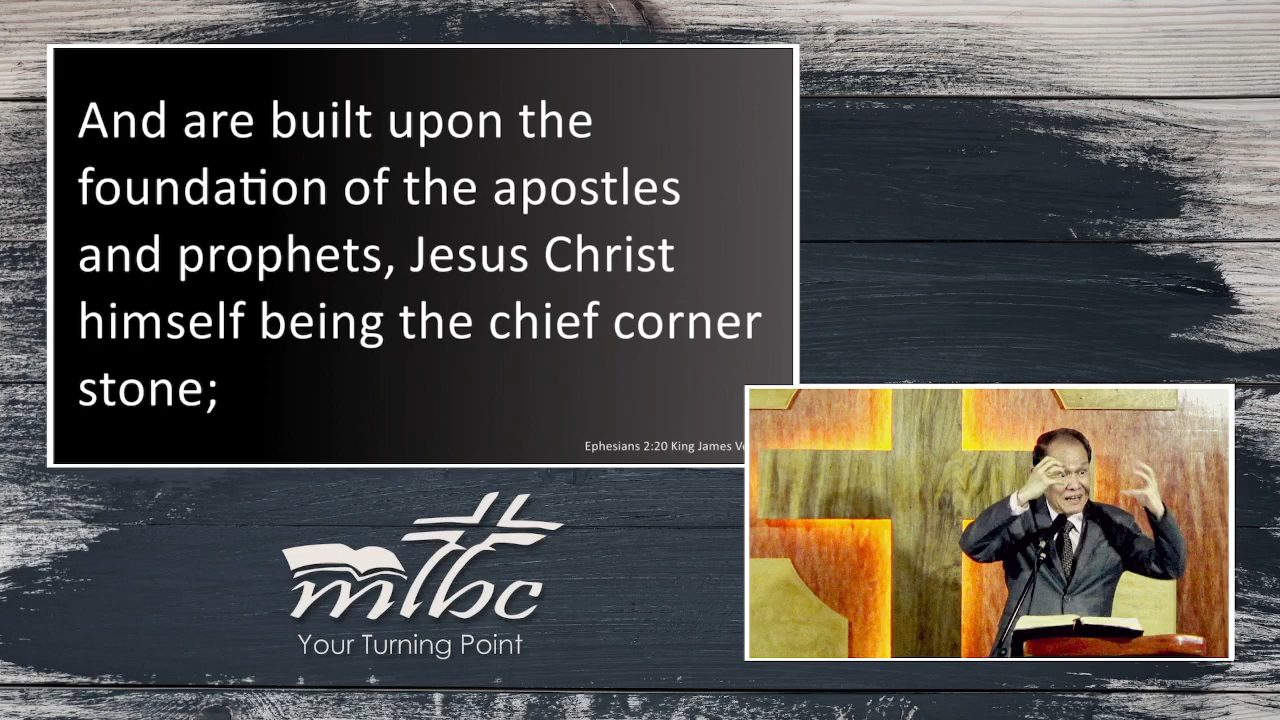 And are built upon the
foundation of the apostles
and prophets, Jesus Christ
himself being the chief corner
stone;
Ephesians 2:20 King James
mlbc
Your Turning Point